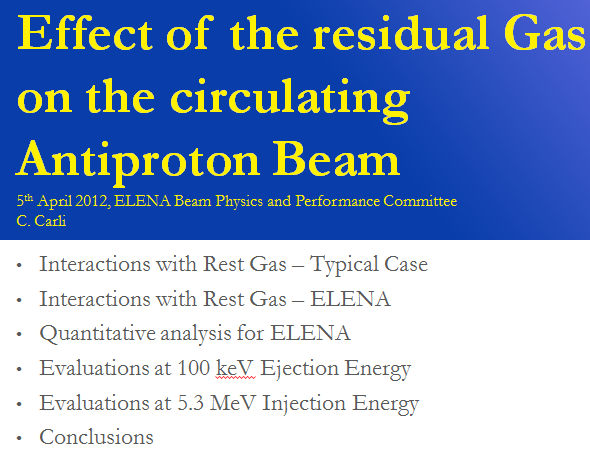 Effect of the residual Gas
on the circulating
Antiproton Beam
5th April 2012, ELENA Beam Physics and Performance Committee
C. Carli
• Interactions with Rest Gas – Typical Case
• Interactions with Rest Gas – ELENA
• Quantitative analysis for ELENA
• Evaluations at 100 keV Ejection Energy
• Evaluations at 5.3 MeV Injection Energy
• Conclusions